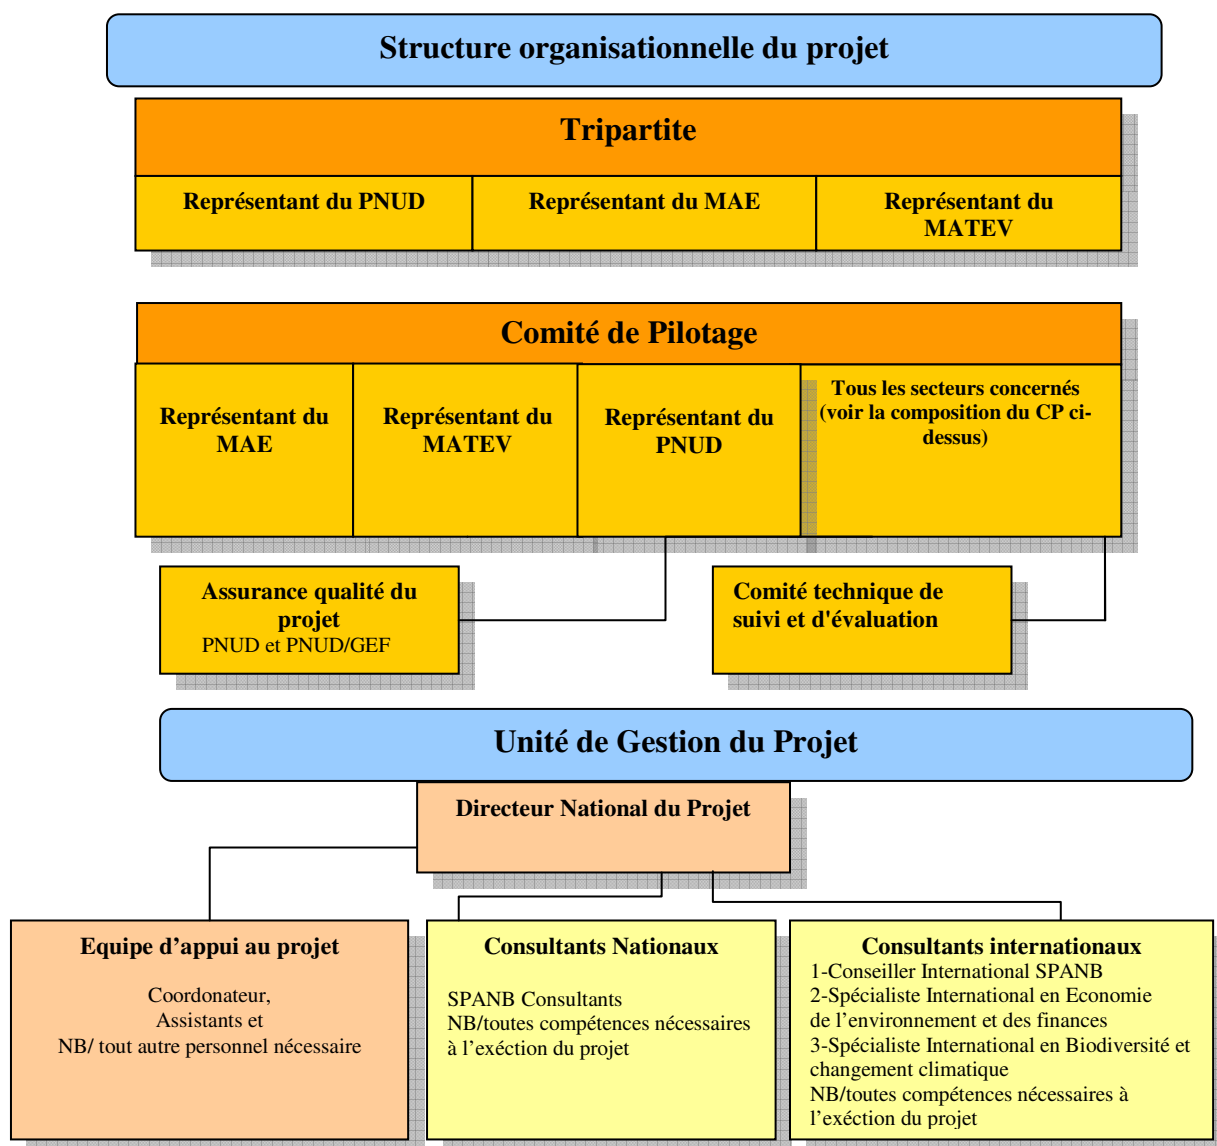 Structure organisationnelle du projet
Tripartite
Représentant du PNUD
Représentant du MAE
Représentant du
MATEV
Comité de Pilotage
Représentant du
MAE
Représentant du
MATEV
Représentant du
PNUD
Tous les secteurs concernés
(voir la composition du CP ci-
dessus)
Assurance qualité du
projet
PNUD et PNUD/GEF
Comité technique de
suivi et d'évaluation
Unité de Gestion du Projet
Directeur National du Projet
Equipe d’appui au projet
Coordonateur,
Assistants et
NB/ tout autre personnel nécessaire
Consultants Nationaux
SPANB Consultants
NB/toutes compétences nécessaires
à l’exéction du projet
Consultants internationaux
1-Conseiller International SPANB
2-Spécialiste International en Economie
de l’environnement et des finances
3-Spécialiste International en Biodiversité et
changement climatique
NB/toutes compétences nécessaires à
l’exéction du projet